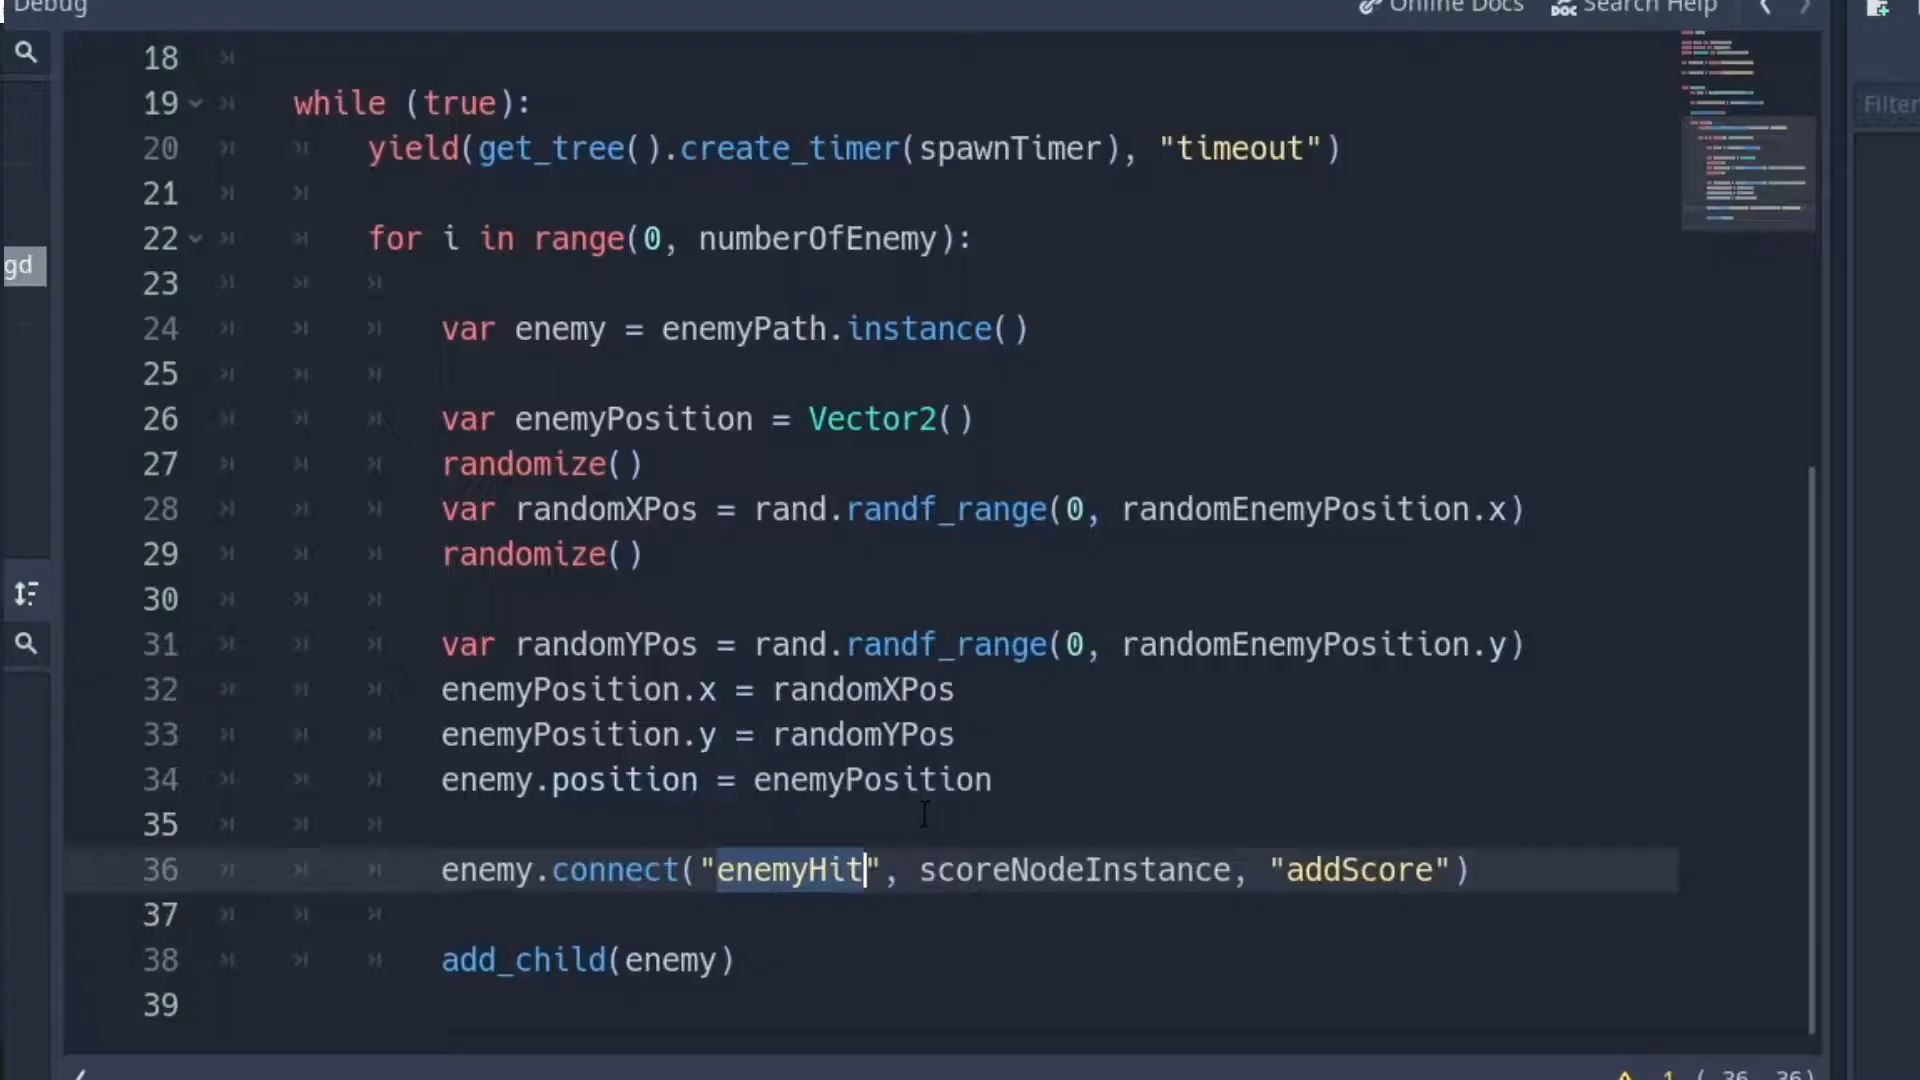 Debug Online Docs Search Help
18
19 while (true):
20 yield(get_tree().create_timer(spawnTimer), "timeout")
21
22 for i in range(0, numberOfEnemy):
23
24 var enemy = enemyPath.instance()
25
26 var enemyPosition = Vector2()
27 randomize()
28 var randomXPos = rand.randf_range(0, randomEnemyPosition.x)
29 randomize()
30
31 var randomYPos = rand.randf_range(0, randomEnemyPosition.y)
32 enemyPosition.x = randomXPos
33 enemyPosition.y = randomYPos
34 enemy.position = enemyPosition
35
36 enemy.connect("enemyHit", scoreNodeInstance, "addScore")
37
38 add_child(enemy)
39
gd
Filter
1 ( 36, 36)